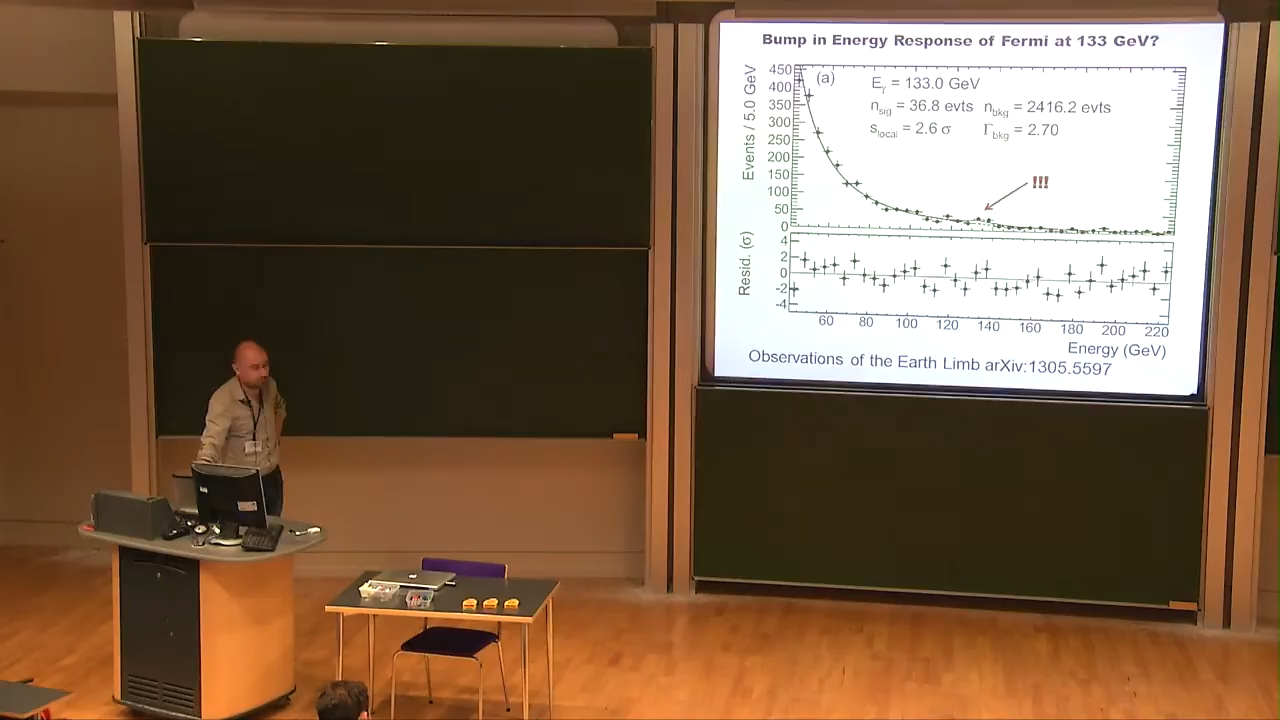 Bump in Energy Response of Fermi at 133 GeV?
(a)
Eγ = 133.0 GeV
nsig = 36.8 evts nbkg = 2416.2 evts
slocal = 2.6 σ Γbkg = 2.70
!!!
Events / 5.0 GeV
450
400
350
300
250
200
150
100
50
0
Resid. (σ)
4
2
0
-2
-4
60 80 100 120 140 160 180 200 220
Energy (GeV)
Observations of the Earth Limb arXiv:1305.5597